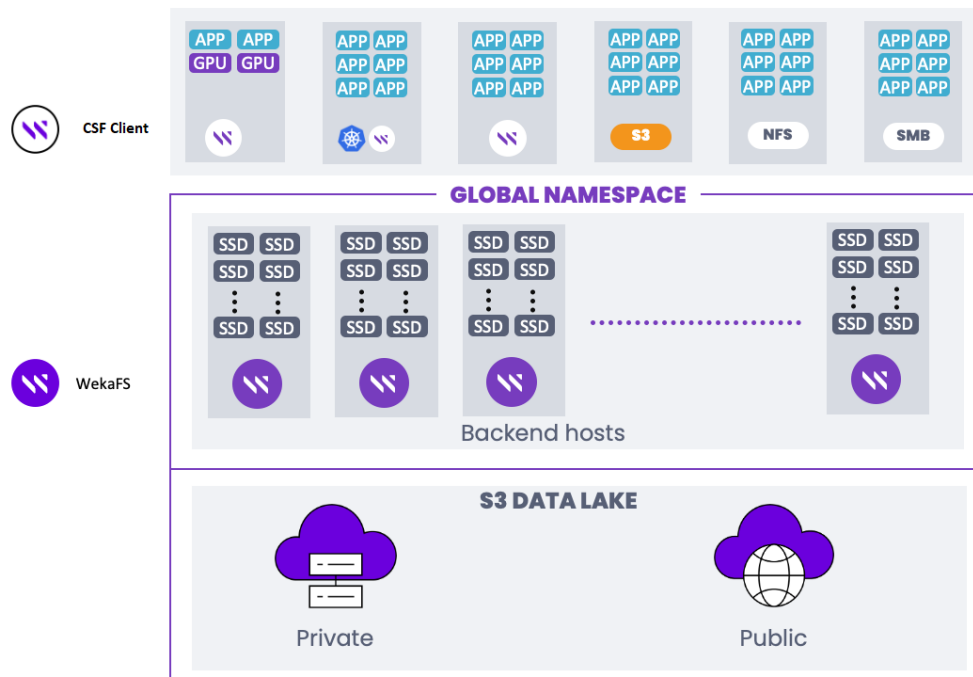 APP APP
GPU GPU
APP APP
APP APP
APP APP
APP APP
APP APP
APP APP
APP APP
APP APP
APP APP
S3
APP APP
APP APP
APP APP
NFS
APP APP
APP APP
APP APP
SMB
CSF Client
GLOBAL NAMESPACE
SSD SSD
SSD SSD
SSD SSD
SSD SSD
SSD SSD
SSD SSD
SSD SSD
SSD SSD
SSD SSD
SSD SSD
SSD SSD
SSD SSD
WekaFS
Backend hosts
S3 DATA LAKE
Private
Public